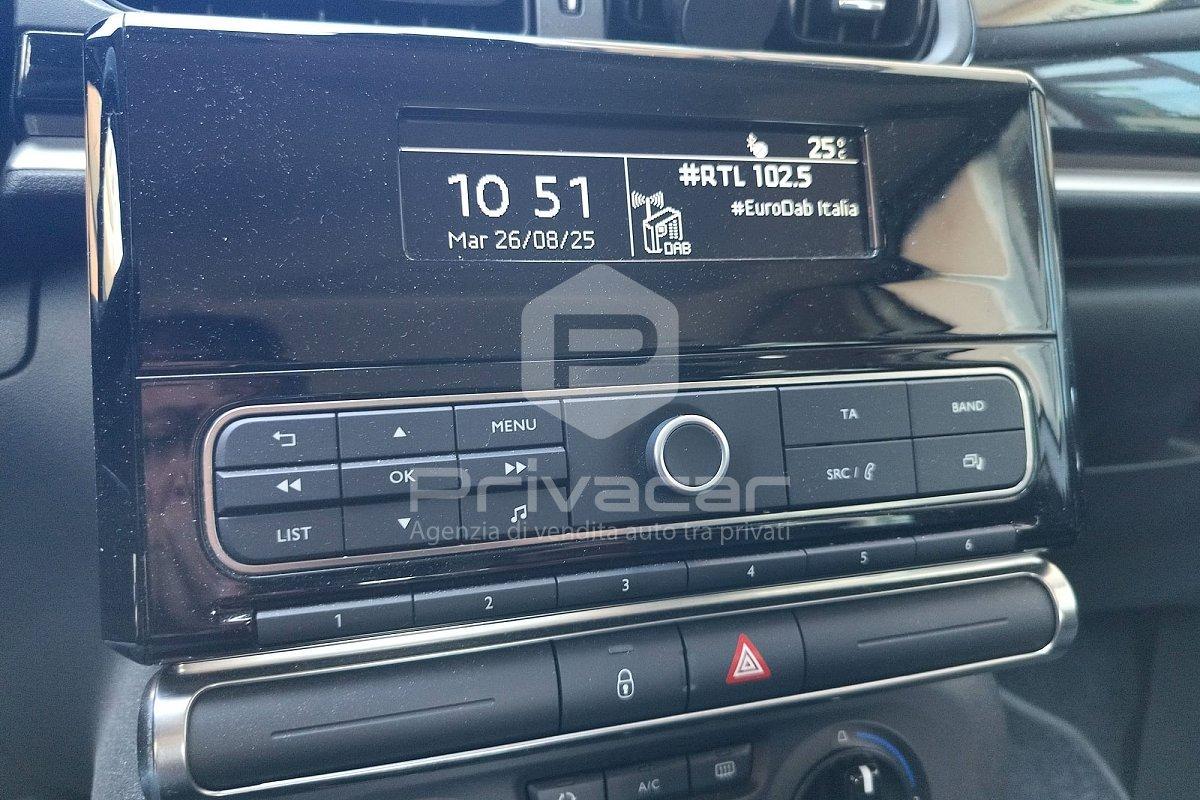 25°C
10 51
#RTL 102.5
#EuroDab Italia
Mar 26/08/25
DAB
P
MENU
TA
BAND
OK
SRC /
LIST
Privacar
Agenzia di vendita auto tra privati
1
2
3
4
5
6
A/C